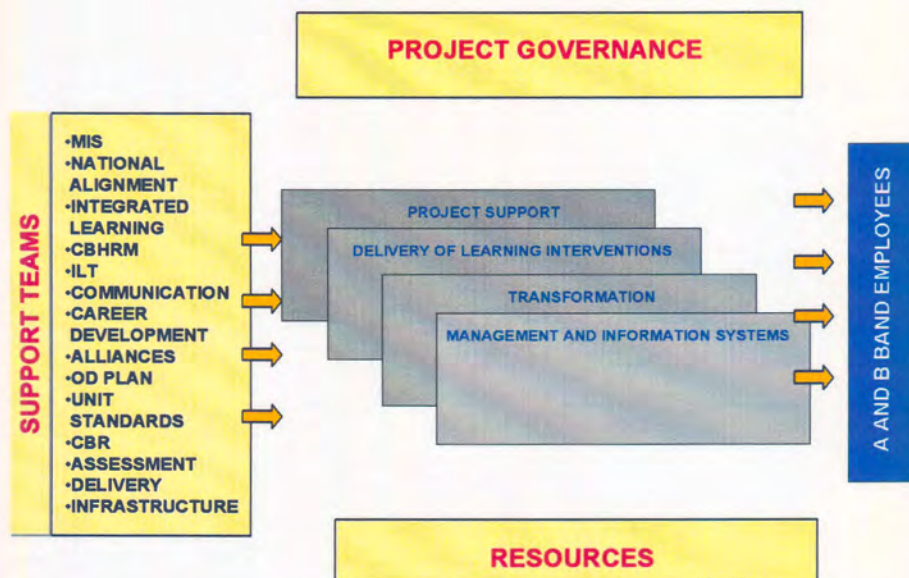 PROJECT GOVERNANCE
SUPPORT TEAMS
•MIS
•NATIONAL
ALIGNMENT
•INTEGRATED
LEARNING
•CBHRM
•ILT
•COMMUNICATION
•CAREER
DEVELOPMENT
•ALLIANCES
•OD PLAN
•UNIT
STANDARDS
•CBR
•ASSESSMENT
•DELIVERY
•INFRASTRUCTURE
PROJECT SUPPORT
DELIVERY OF LEARNING INTERVENTIONS
TRANSFORMATION
MANAGEMENT AND INFORMATION SYSTEMS
A AND B BAND EMPLOYEES
RESOURCES